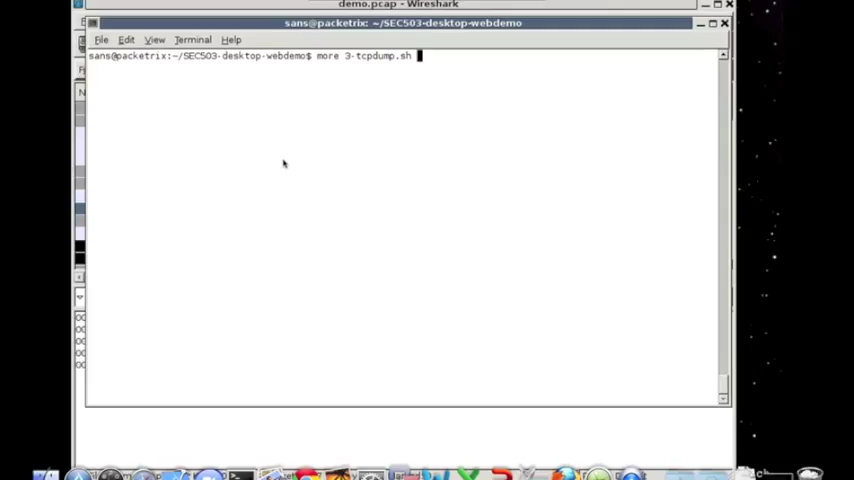 demo.pcap - Wireshark
sans@packetrix: ~/SEC503-desktop-webdemo
File Edit View Terminal Help
sans@packetrix:~/SEC503-desktop-webdemo$ more 3-tcpdump.sh